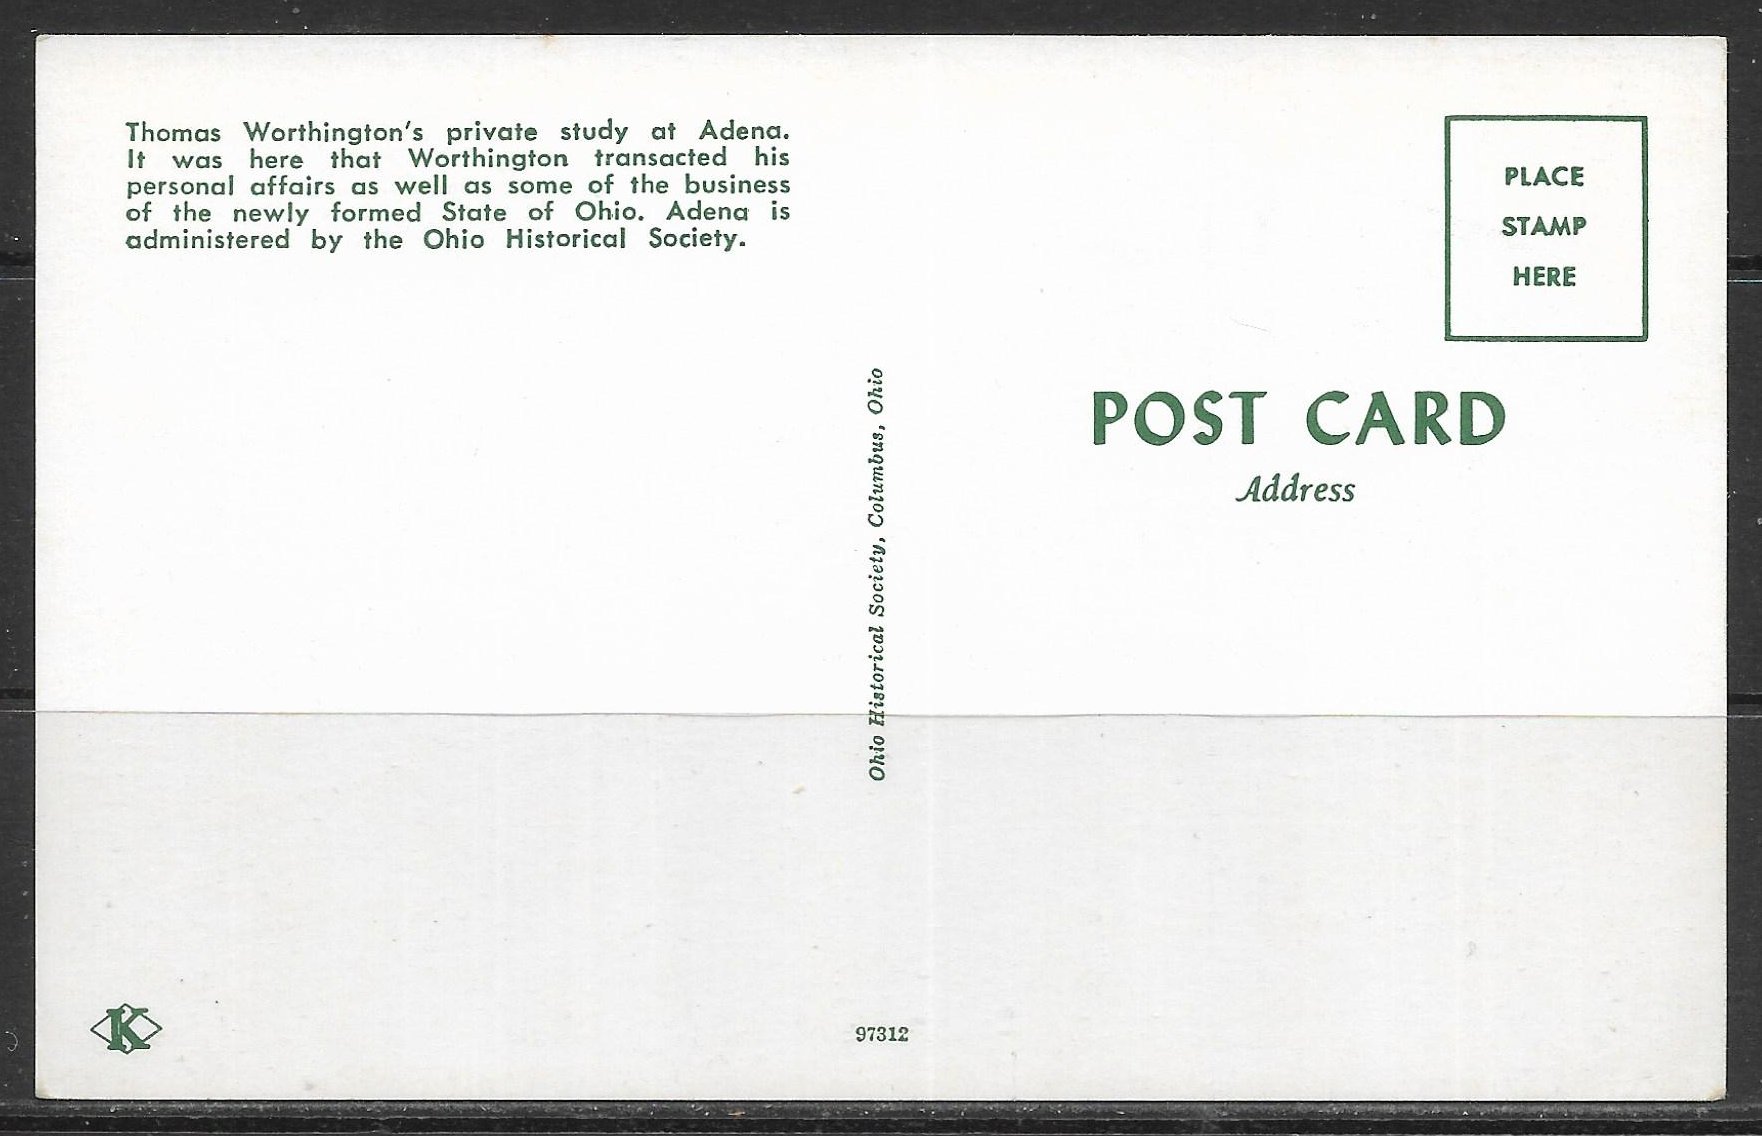 Thomas Worthington's private study at Adena.
It was here that Worthington transacted his
personal affairs as well as some of the business
of the newly formed State of Ohio. Adena is
administered by the Ohio Historical Society.
PLACE
STAMP
HERE
POST CARD
Address
Ohio Historical Society, Columbus, Ohio
K
97312